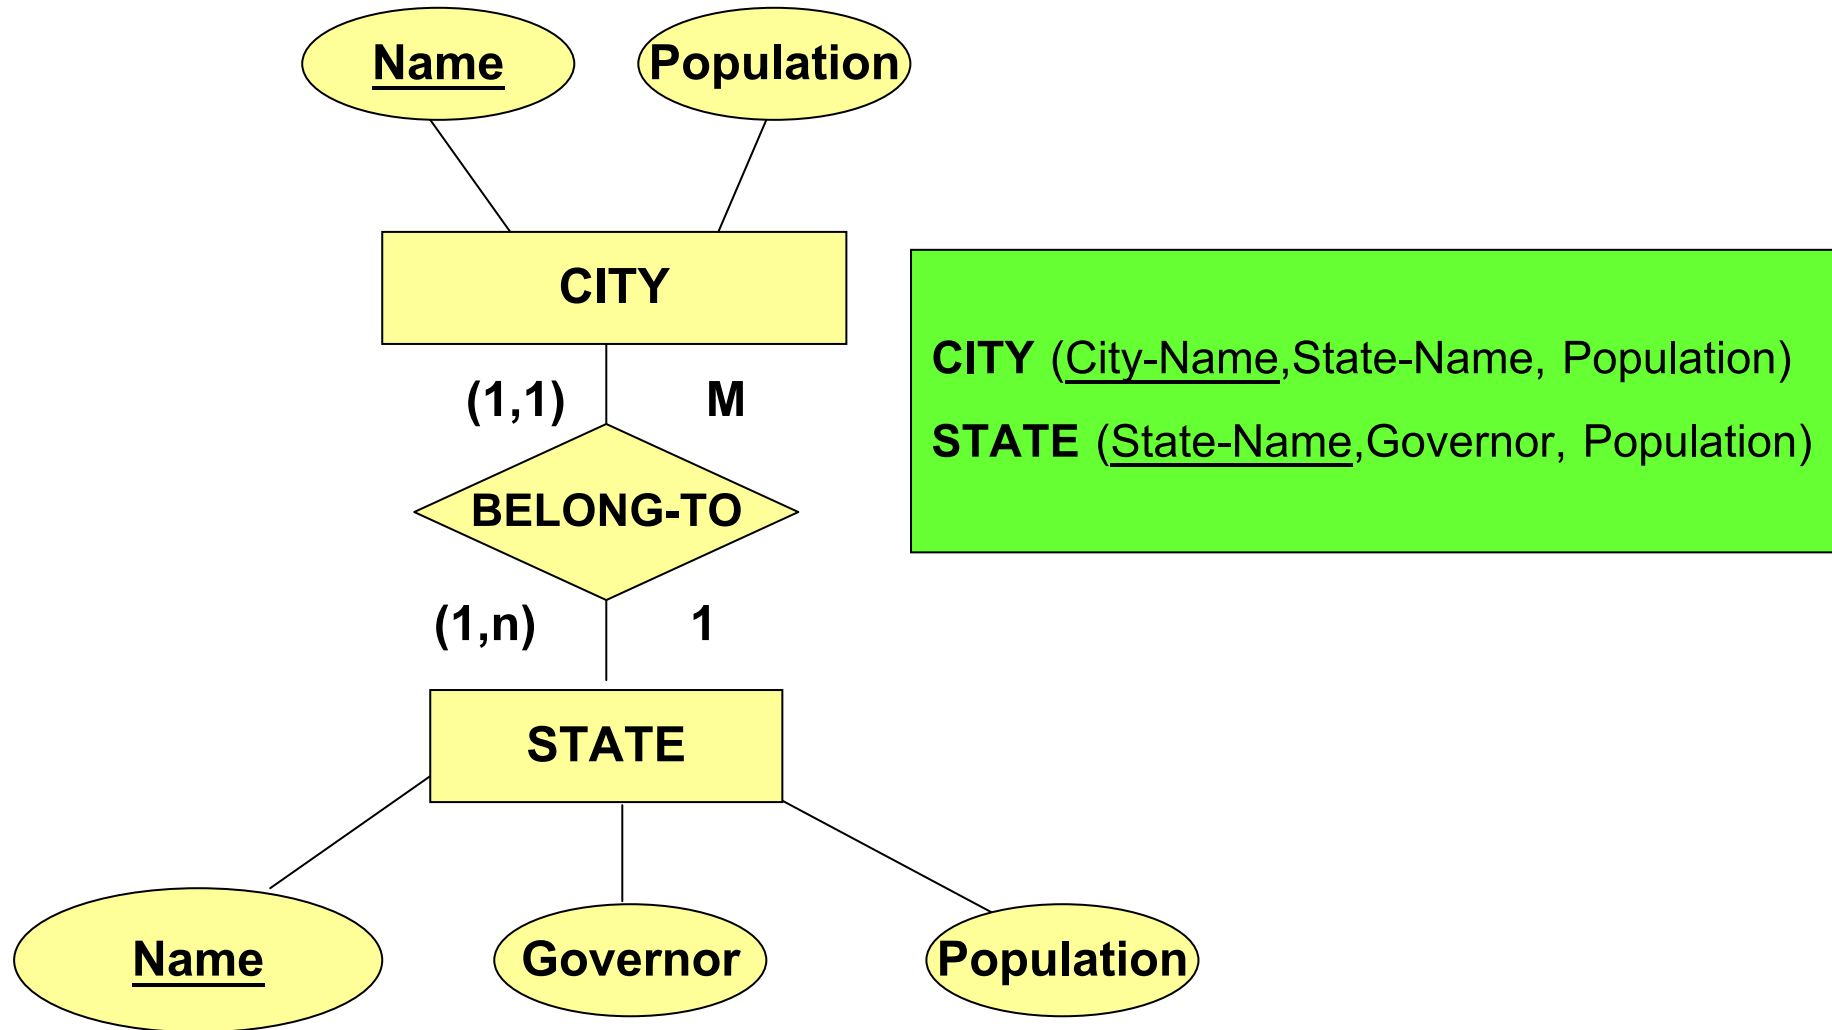 Name
Population
CITY
(1,1)
M
BELONG-TO
(1,n)
1
STATE
Name
Governor
Population
CITY (City-Name,State-Name, Population)
STATE (State-Name,Governor, Population)